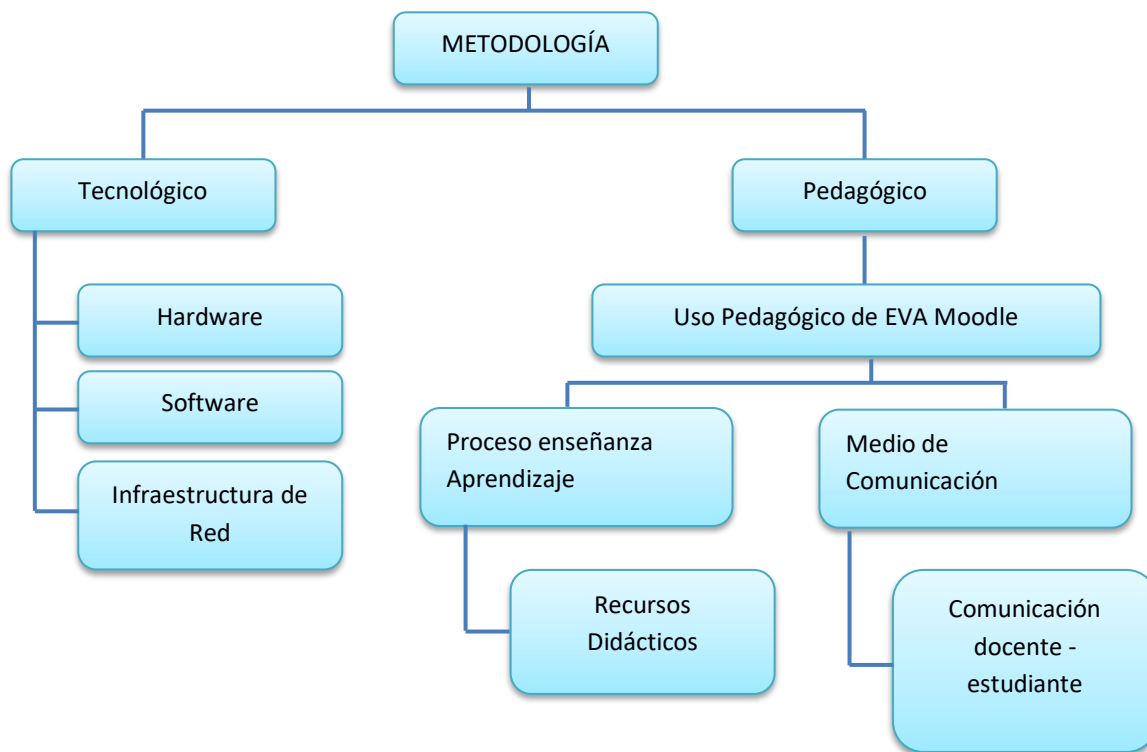 METODOLOGÍA
Tecnológico
Pedagógico
Hardware
Uso Pedagógico de EVA Moodle
Software
Proceso enseñanza
Aprendizaje
Medio de
Comunicación
Infraestructura de
Red
Recursos
Didácticos
Comunicación
docente -
estudiante